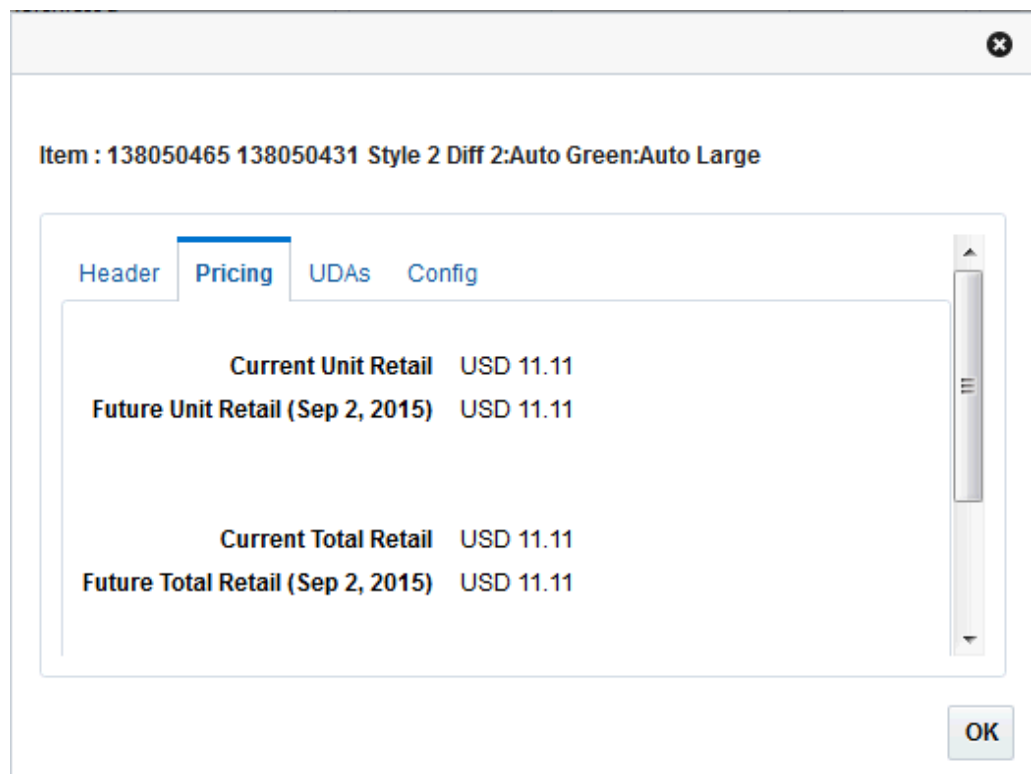 Item : 138050465 138050431 Style 2 Diff 2:Auto Green:Auto Large
Header Pricing UDAs Config
Current Unit Retail USD 11.11
Future Unit Retail (Sep 2, 2015) USD 11.11
Current Total Retail USD 11.11
Future Total Retail (Sep 2, 2015) USD 11.11
OK